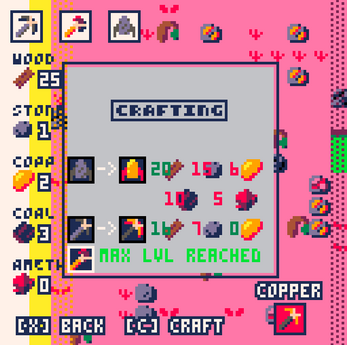 WOOD
25
CRAFTING
STON
1
COPP
2
20 15 6
10 5
COAL
3
16 7 0
MAX LVL REACHED
AMETH
0
COPPER
[X] BACK [C] CRAFT